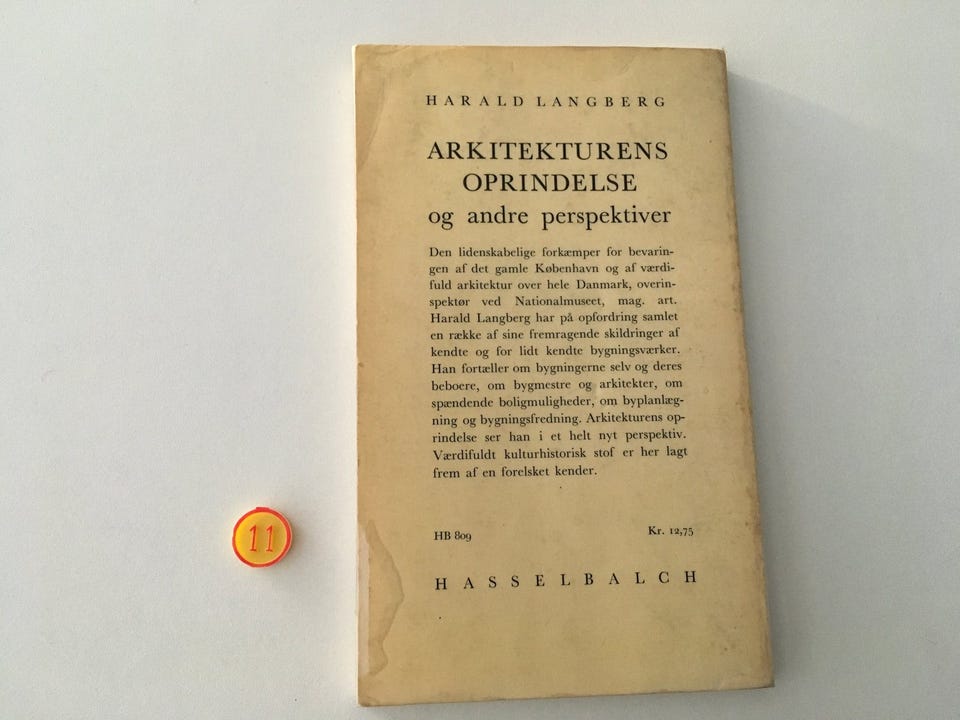 HARALD LANGBERG
ARKITEKTURENS
OPRINDELSE
og andre perspektiver
Den lidenskabelige forkæmper for bevarin-
gen af det gamle København og af værdi-
fuld arkitektur over hele Danmark, overin-
spektør ved Nationalmuseet, mag. art.
Harald Langberg har på opfordring samlet
en række af sine fremragende skildringer af
kendte og for lidt kendte bygningsværker.
Han fortæller om bygningerne selv og deres
beboere, om bygmestre og arkitekter, om
spændende boligmuligheder, om byplanlæg-
ning og bygningsfredning. Arkitekturens op-
rindelse ser han i et helt nyt perspektiv.
Værdifuldt kulturhistorisk stof er her lagt
frem af en forelsket kender.
HB 809
Kr. 12,75
HASSELBALCH
11